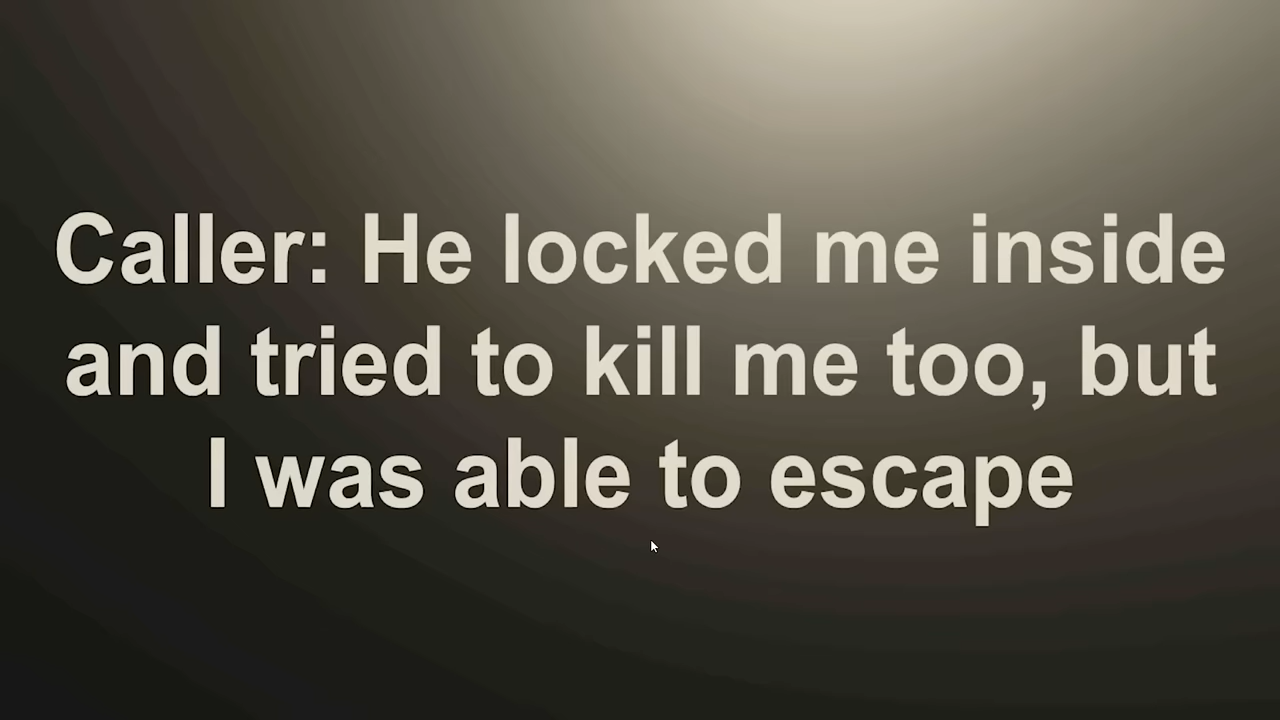 Caller: He locked me inside
and tried to kill me too, but
I was able to escape